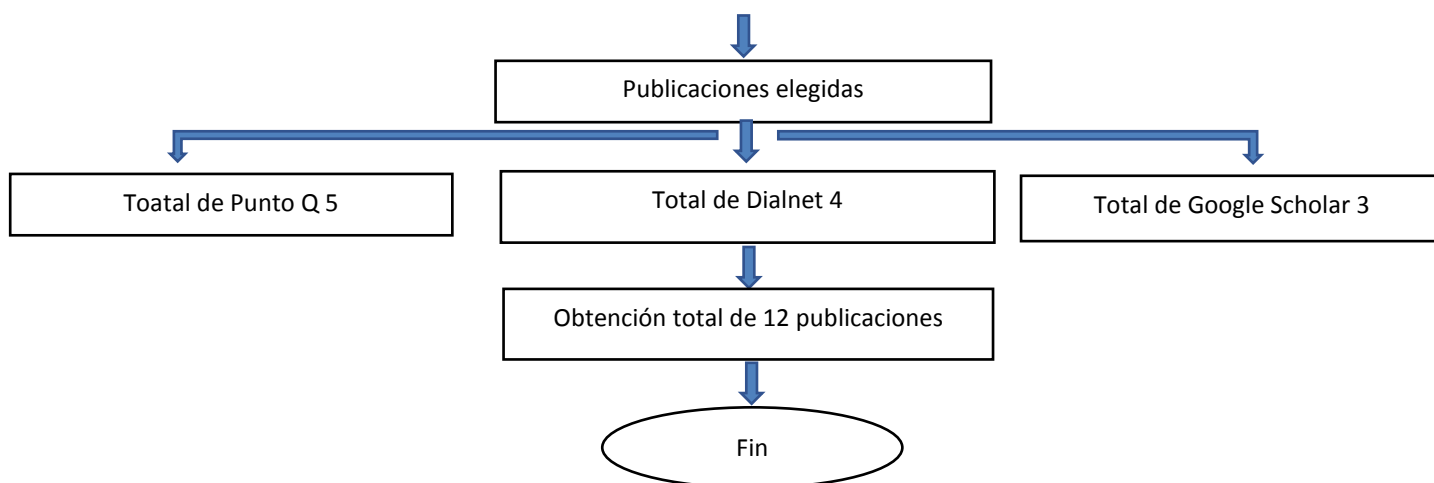 Publicaciones elegidas
Toatal de Punto Q 5
Total de Dialnet 4
Total de Google Scholar 3
Obtención total de 12 publicaciones
Fin